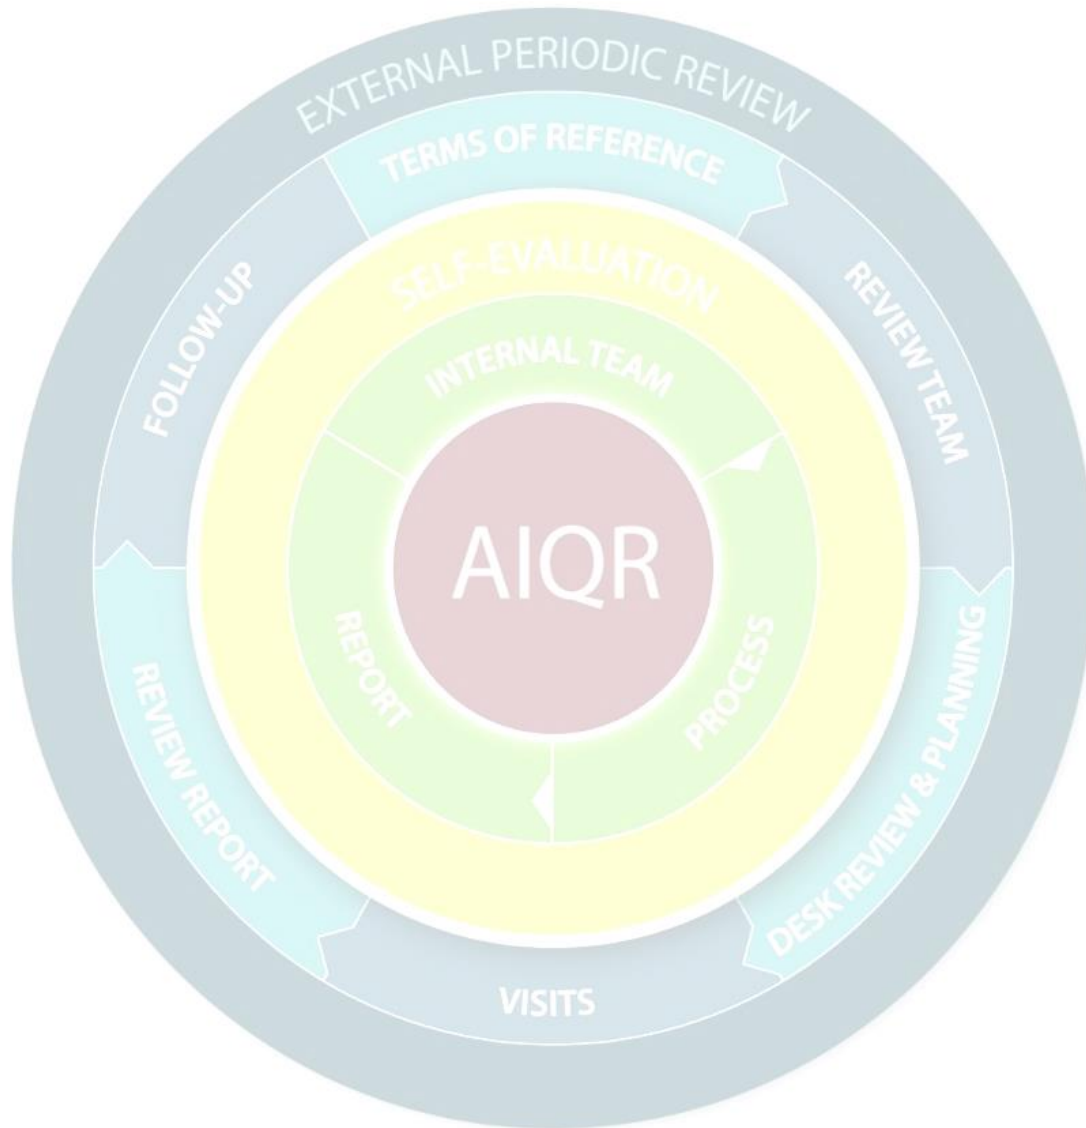 EXTERNAL PERIODIC REVIEW
TERMS OF REFERENCE
REVIEW TEAM
DESK REVIEW & PLANNING
VISITS
REVIEW REPORT
FOLLOW-UP
SELF-EVALUATION
INTERNAL TEAM
PROCESS
REPORT
AIQR